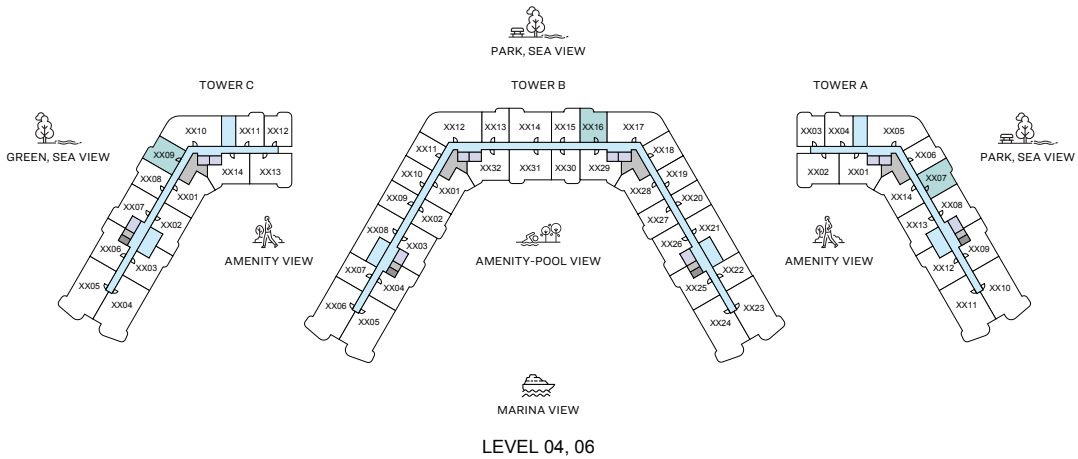 PARK, SEA VIEW
TOWER C
TOWER B
TOWER A
GREEN, SEA VIEW
PARK, SEA VIEW
XX10
XX11
XX12
XX09
XX14
XX13
XX08
XX01
XX07
XX02
XX06
XX03
XX05
XX04
AMENITY VIEW
XX12
XX13
XX14
XX15
XX16
XX17
XX11
XX32
XX31
XX30
XX29
XX18
XX10
XX01
XX28
XX19
XX09
XX02
XX27
XX20
XX08
XX03
XX26
XX21
XX07
XX04
XX25
XX22
XX06
XX05
XX24
XX23
AMENITY-POOL VIEW
XX03
XX04
XX05
XX02
XX01
XX06
XX14
XX07
XX13
XX08
XX12
XX09
XX11
XX10
AMENITY VIEW
MARINA VIEW
LEVEL 04, 06